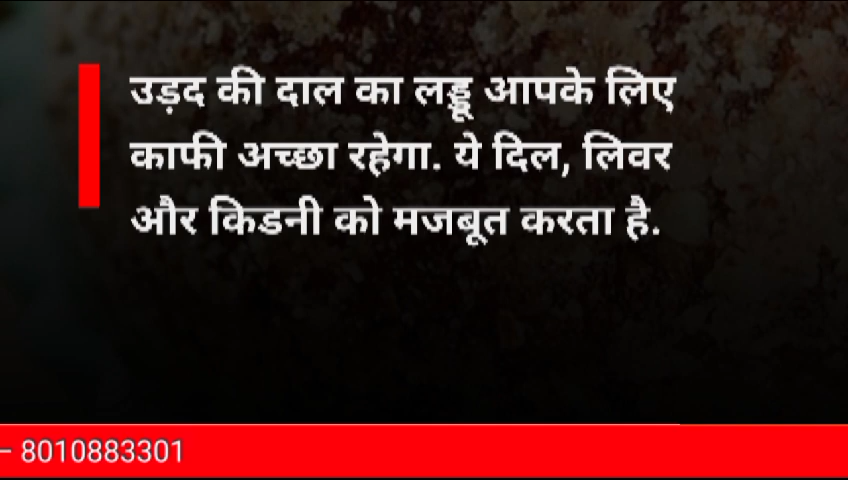 उड़द की दाल का लड्डू आपके लिए
काफी अच्छा रहेगा. ये दिल, लिवर
और किडनी को मजबूत करता है.
– 8010883301